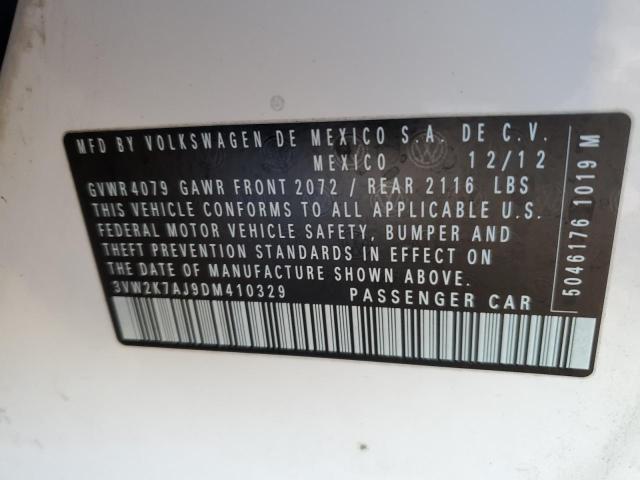 MFD BY VOLKSWAGEN DE MEXICO S.A. DE C.V.
MEXICO 12/12
GVWR 4079 GAWR FRONT 2072 / REAR 2116 LBS
THIS VEHICLE CONFORMS TO ALL APPLICABLE U.S.
FEDERAL MOTOR VEHICLE SAFETY, BUMPER AND
THEFT PREVENTION STANDARDS IN EFFECT ON
THE DATE OF MANUFACTURE SHOWN ABOVE.
3VW2K7AJ9DM410329 PASSENGER CAR
5046176 1019 M